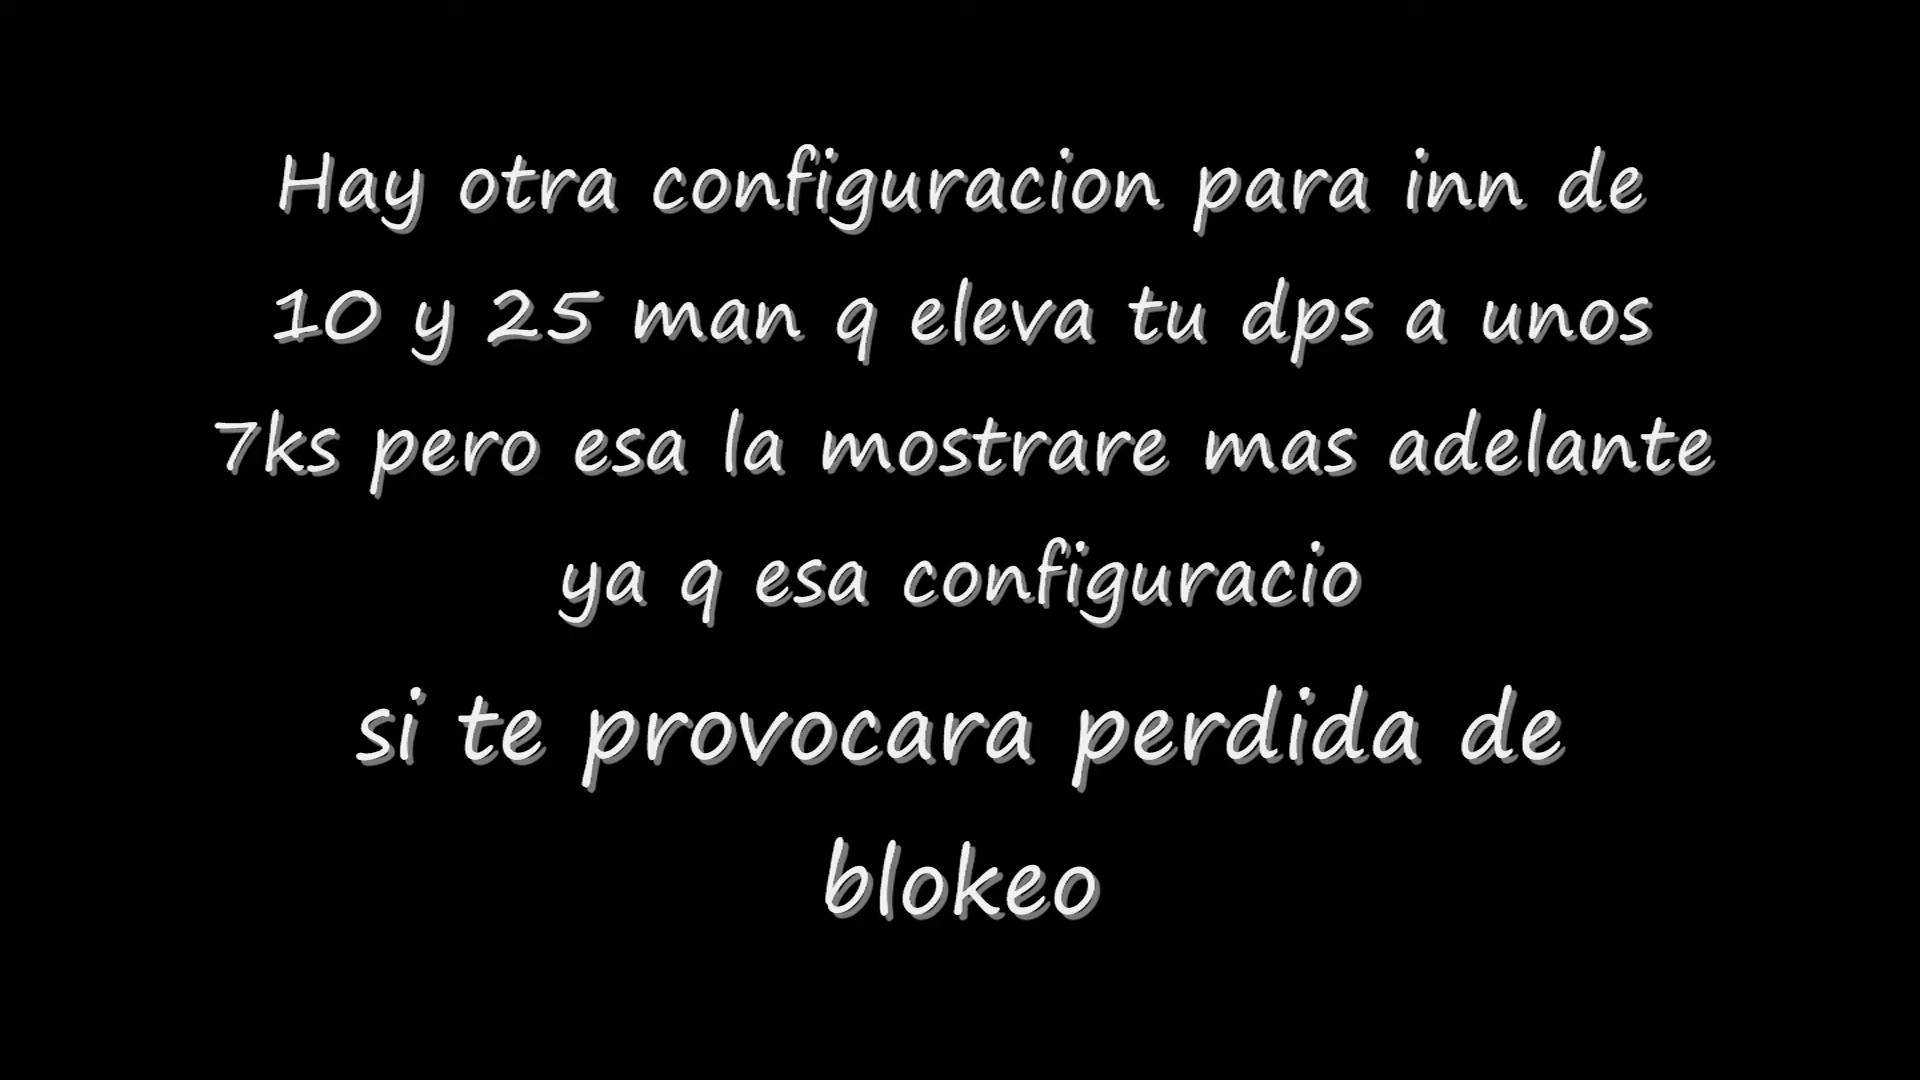 Hay otra configuracion para inn de
10 y 25 man q eleva tu dps a unos
7ks pero esa la mostrare mas adelante
ya q esa configuracio
si te provocara perdida de
blokeo